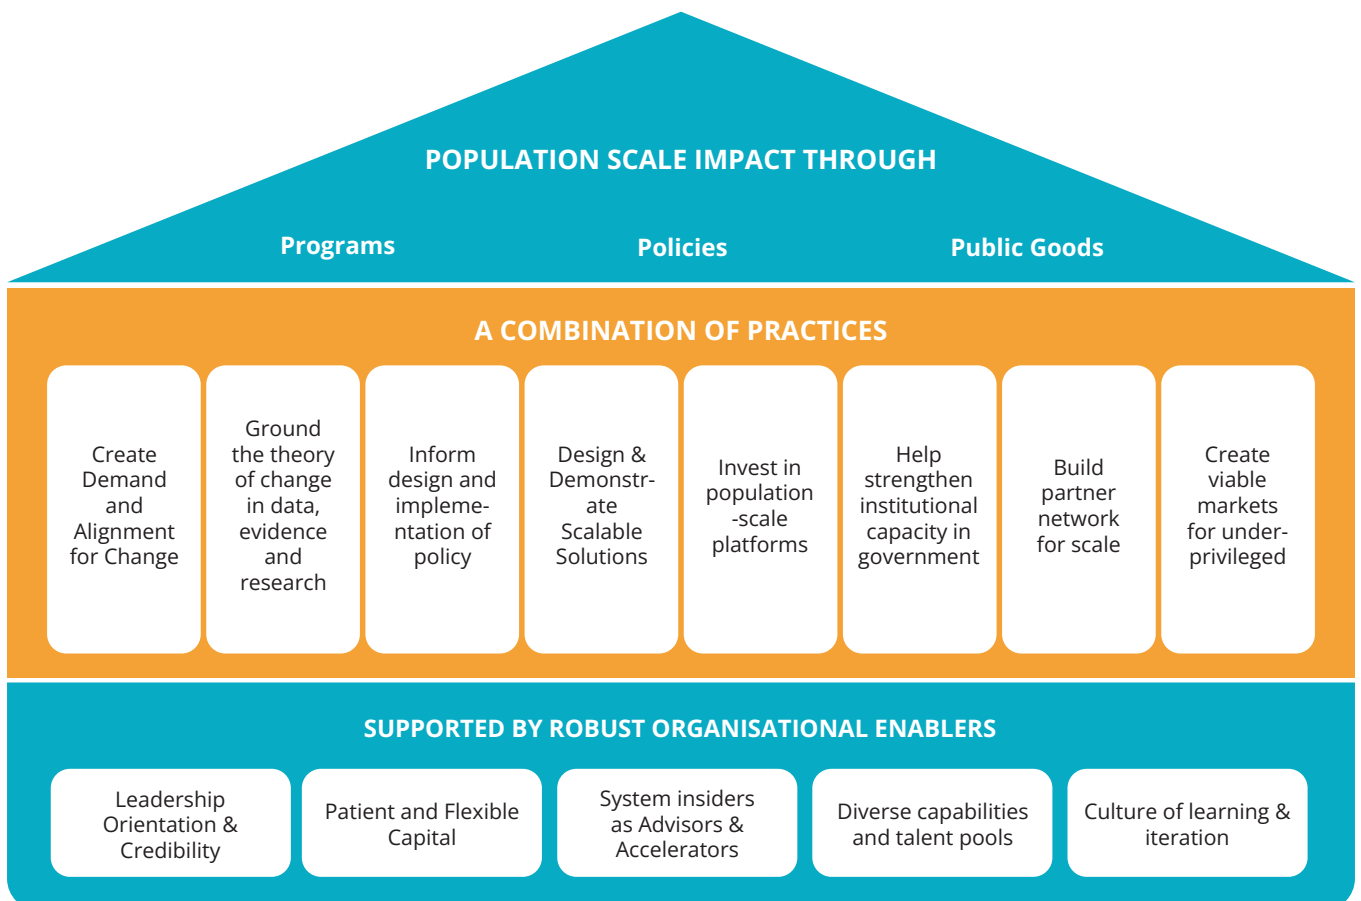 POPULATION SCALE IMPACT THROUGH
Programs
Policies
Public Goods
A COMBINATION OF PRACTICES
Create
Demand
and
Alignment
for Change
Ground
the theory
of change
in data,
evidence
and
research
Inform
design and
impleme-
ntation of
policy
Design &
Demonstr-
ate
Scalable
Solutions
Invest in
population
-scale
platforms
Help
strengthen
institutional
capacity in
government
Build
partner
network
for scale
Create
viable
markets
for under-
privileged
SUPPORTED BY ROBUST ORGANISATIONAL ENABLERS
Leadership
Orientation &
Credibility
Patient and Flexible
Capital
System insiders
as Advisors &
Accelerators
Diverse capabilities
and talent pools
Culture of learning &
iteration